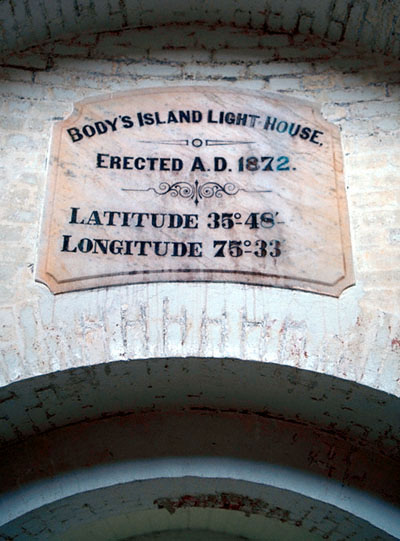 BODY'S ISLAND LIGHT-HOUSE,
ERECTED A.D. 1872.
LATITUDE 35°48'
LONGITUDE 75°33'